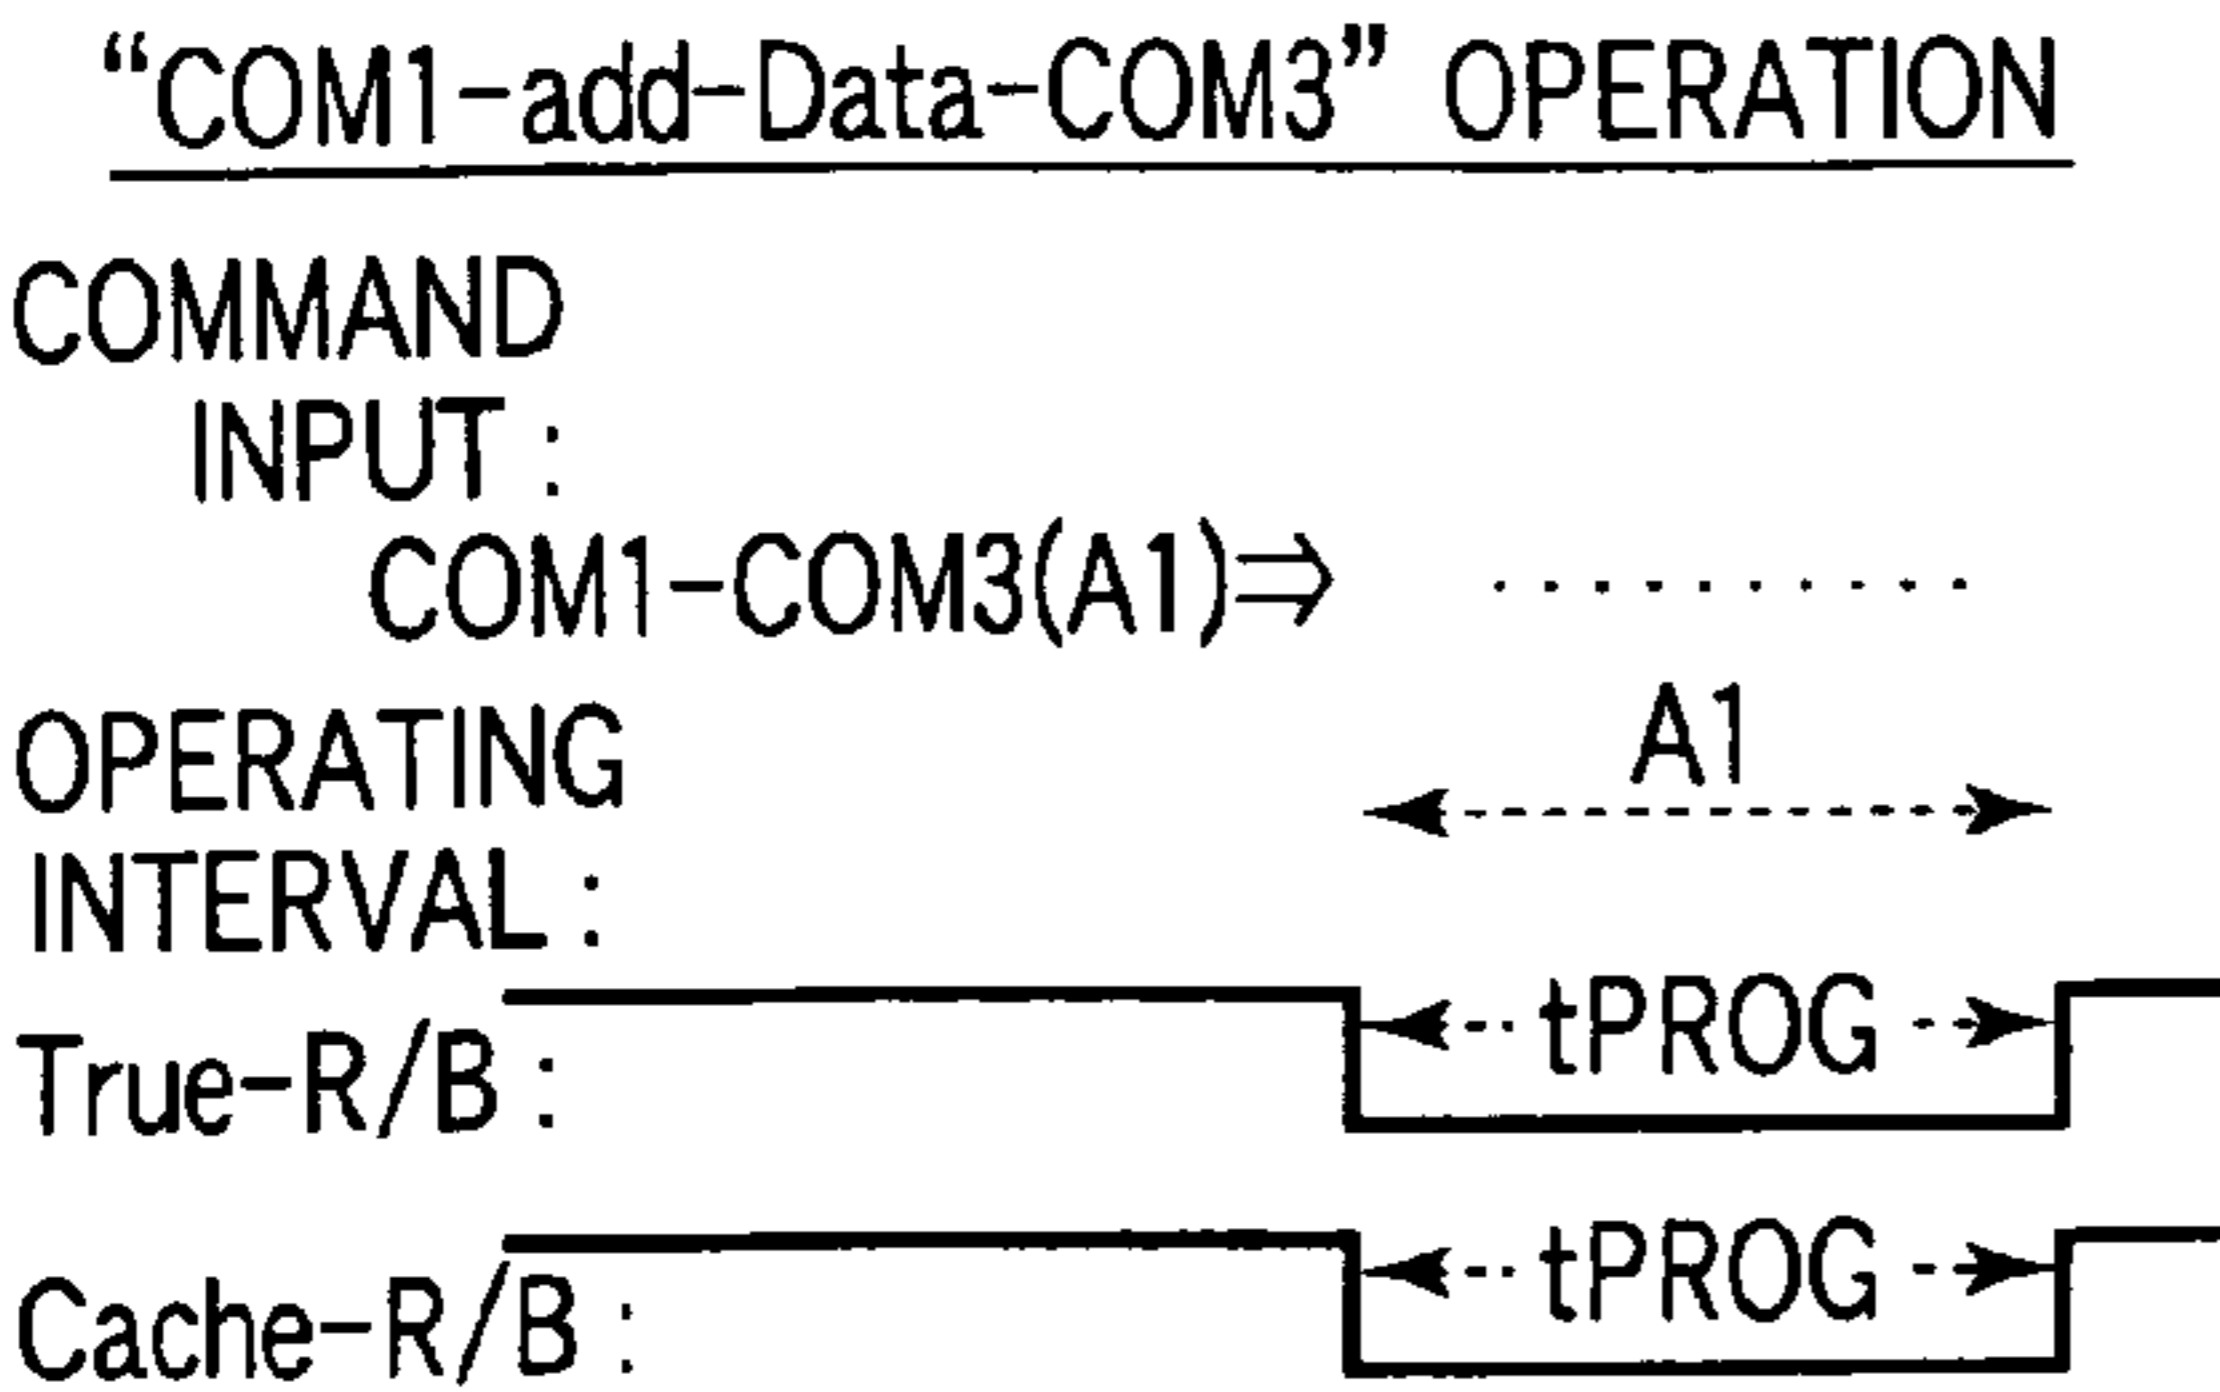 “COM1-add-Data-COM3” OPERATION
COMMAND
INPUT :
COM1-COM3(A1)⇒ ..........
A1
OPERATING
INTERVAL :
tPROG
True-R/B :
tPROG
Cache-R/B :